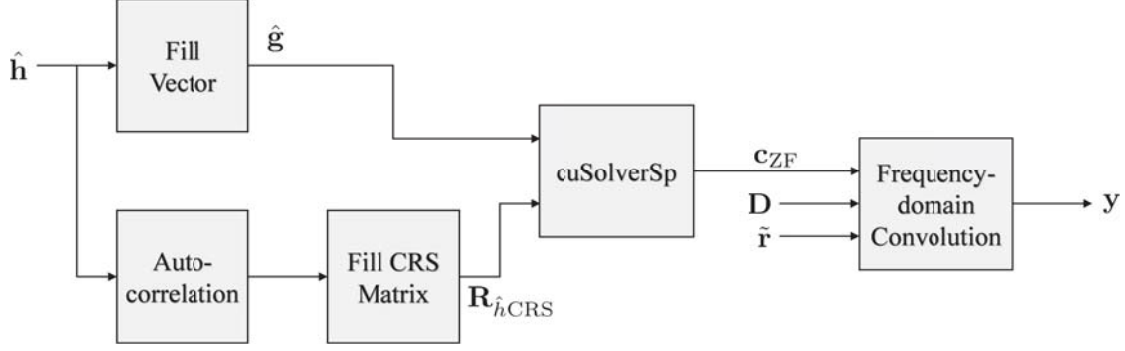 ĥ
Fill
Vector
ĝ
Auto-
correlation
Fill CRS
Matrix
R_ĥCRS
cuSolverSp
c_ZF
D
r̃
Frequency-
domain
Convolution
y